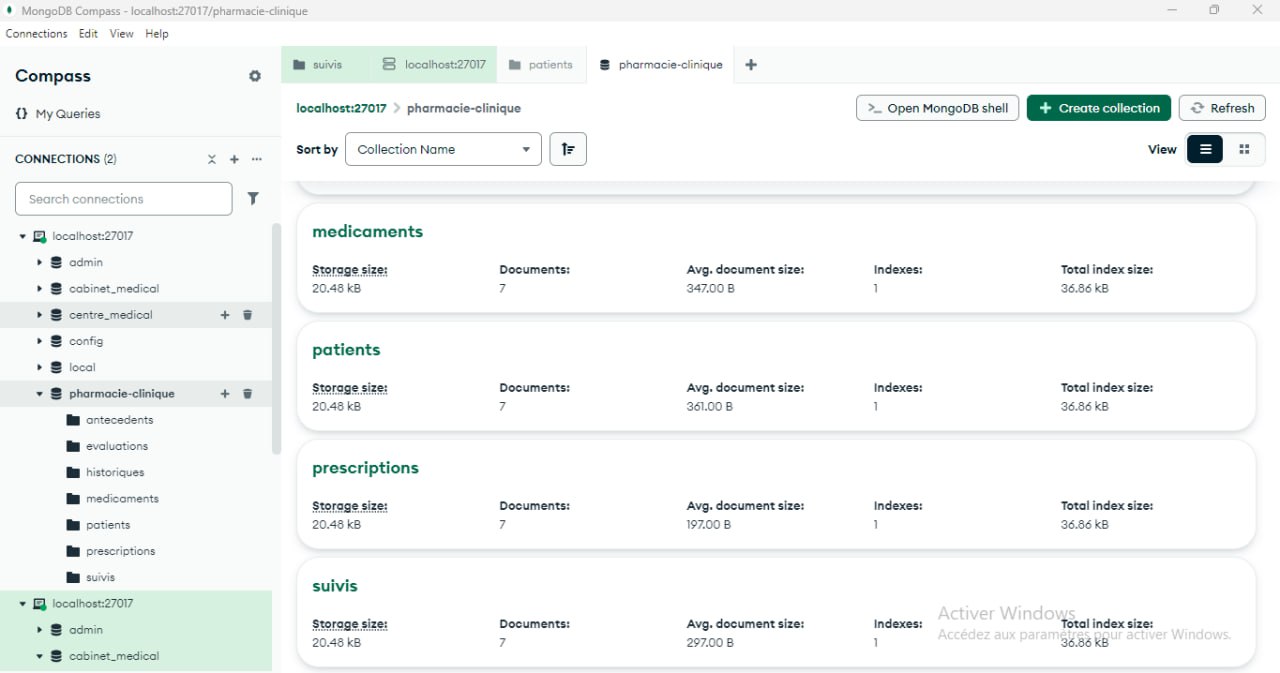 MongoDB Compass - localhost:27017/pharmacie-clinique
Connections Edit View Help
Compass
{} My Queries
CONNECTIONS (2)
Search connections
localhost:27017
admin
cabinet_medical
centre_medical
config
local
pharmacie-clinique
antecedents
evaluations
historiques
medicaments
patients
prescriptions
suivis
localhost:27017
admin
cabinet_medical
suivis localhost:27017 patients pharmacie-clinique
localhost:27017 > pharmacie-clinique
>_ Open MongoDB shell + Create collection Refresh
Sort by Collection Name View
medicaments
Storage size: Documents: Avg. document size: Indexes: Total index size:
20.48 kB 7 347.00 B 1 36.86 kB
patients
Storage size: Documents: Avg. document size: Indexes: Total index size:
20.48 kB 7 361.00 B 1 36.86 kB
prescriptions
Storage size: Documents: Avg. document size: Indexes: Total index size:
20.48 kB 7 197.00 B 1 36.86 kB
suivis
Storage size: Documents: Avg. document size: Indexes: Total index size:
20.48 kB 7 297.00 B 1 36.86 kB
Activer Windows
Accédez aux paramètres pour activer Windows.